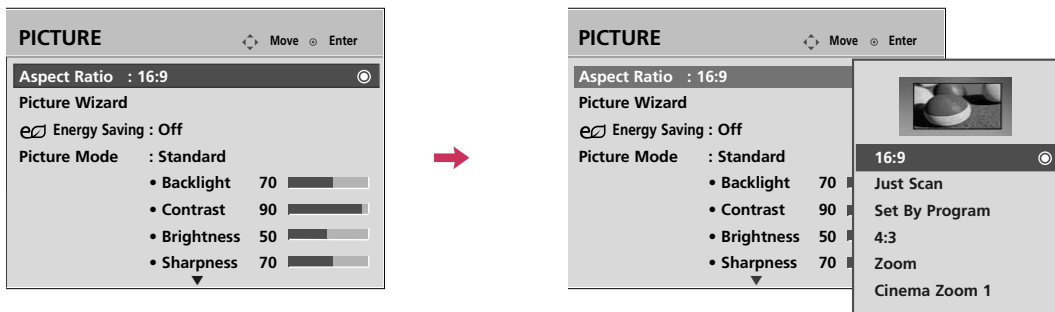 PICTURE Move Enter
Aspect Ratio : 16:9
Picture Wizard
Energy Saving : Off
Picture Mode : Standard
• Backlight 70
• Contrast 90
• Brightness 50
• Sharpness 70
PICTURE Move Enter
Aspect Ratio : 16:9
Picture Wizard
Energy Saving : Off
Picture Mode : Standard
• Backlight 70
• Contrast 90
• Brightness 50
• Sharpness 70
16:9
Just Scan
Set By Program
4:3
Zoom
Cinema Zoom 1